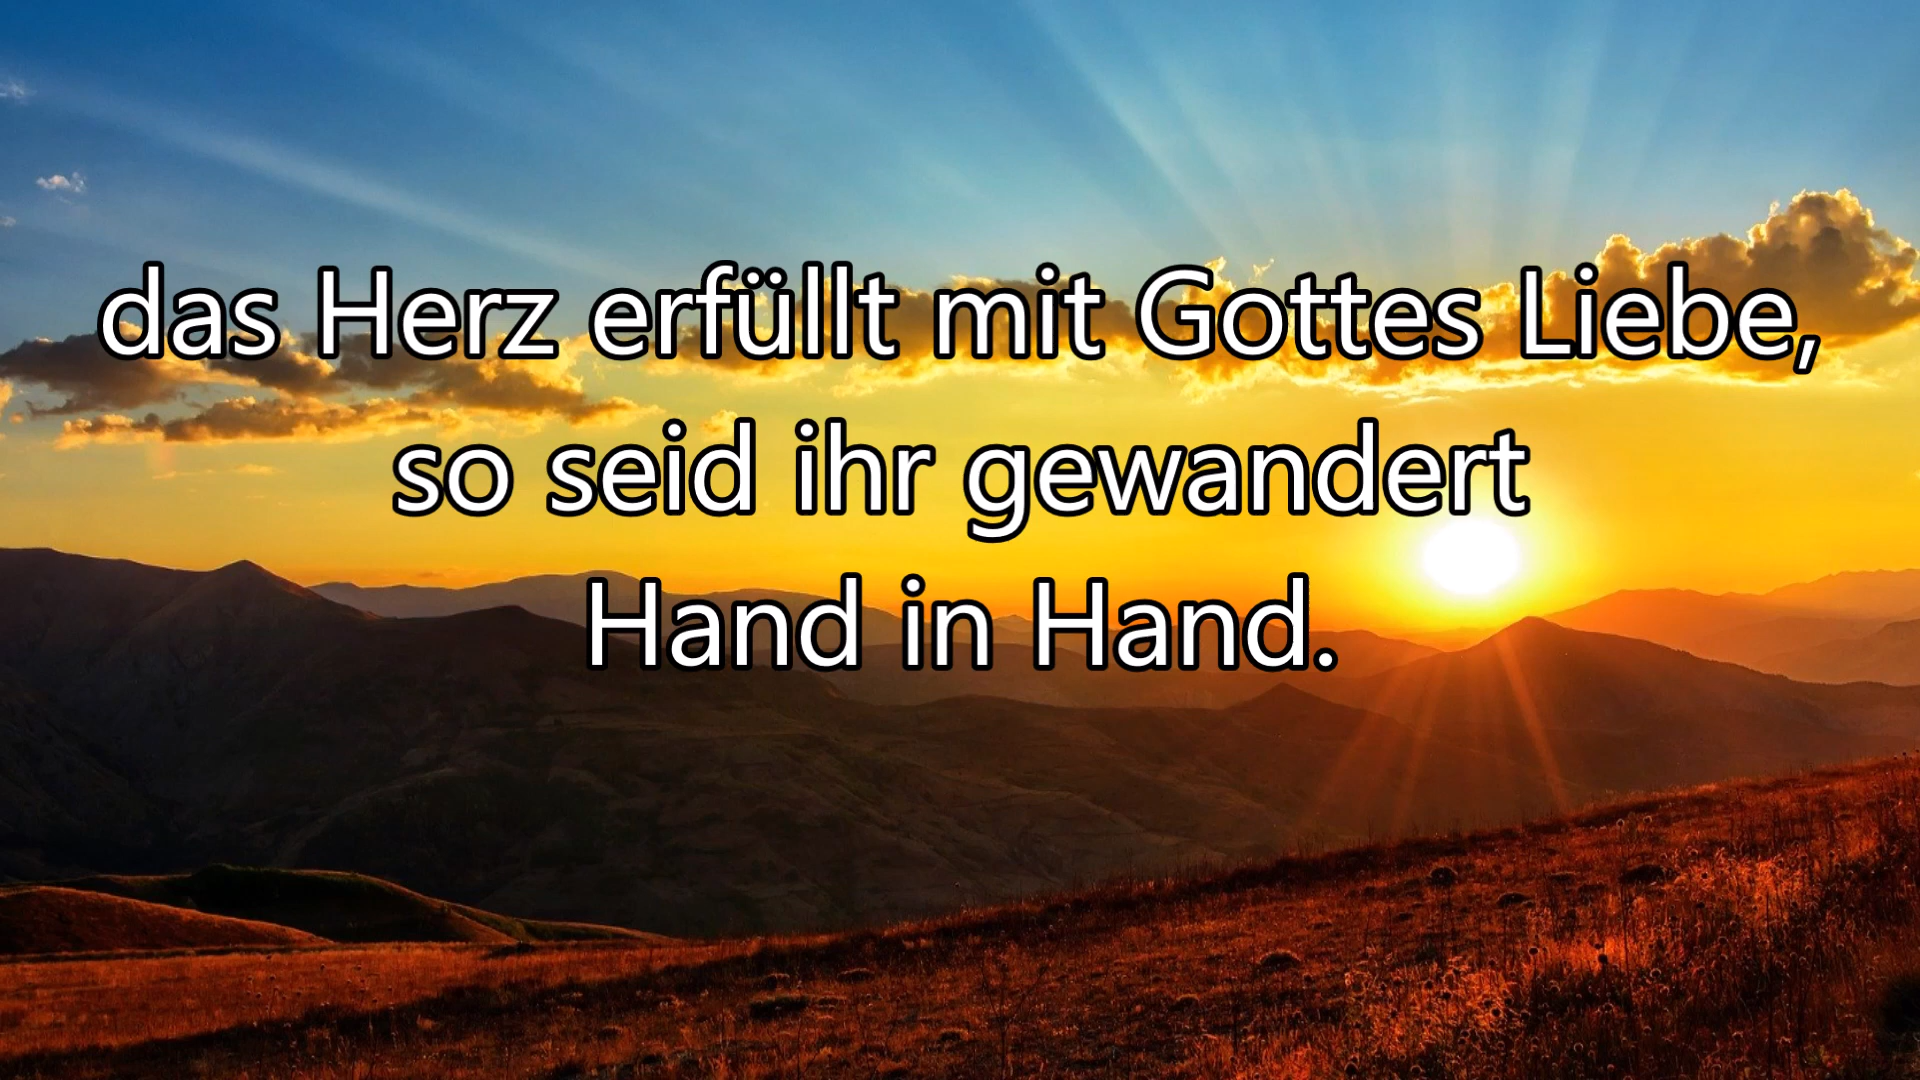 das Herz erfüllt mit Gottes Liebe,
so seid ihr gewandert
Hand in Hand.